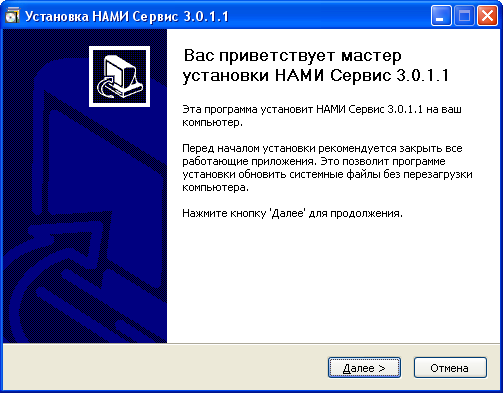 Установка НАМИ Сервис 3.0.1.1
Вас приветствует мастер
установки НАМИ Сервис 3.0.1.1
Эта программа установит НАМИ Сервис 3.0.1.1 на ваш
компьютер.
Перед началом установки рекомендуется закрыть все
работающие приложения. Это позволит программе
установки обновить системные файлы без перезагрузки
компьютера.
Нажмите кнопку 'Далее' для продолжения.
Далее >
Отмена